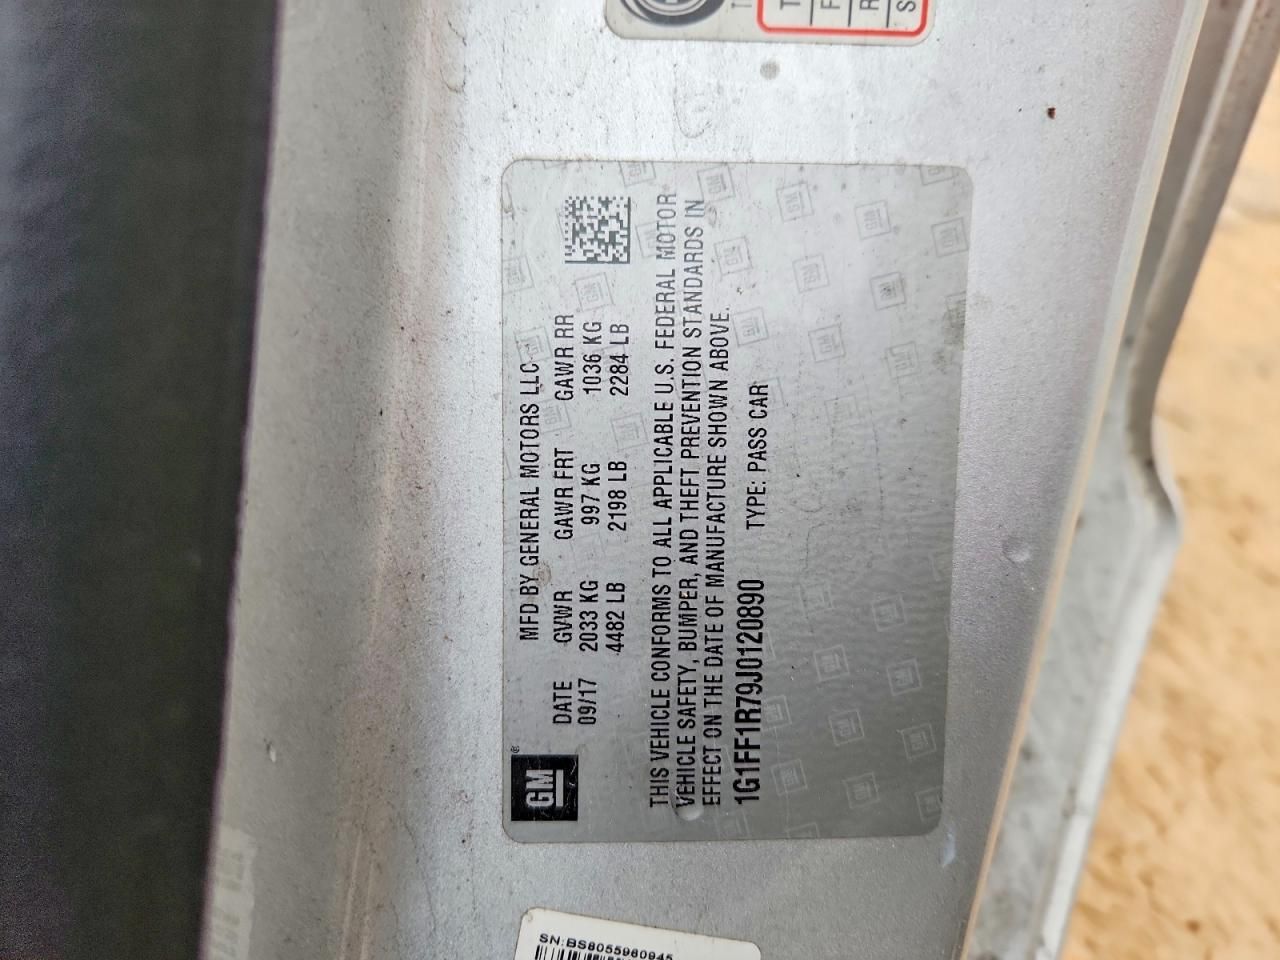 MFD BY GENERAL MOTORS LLC
DATE GVWR GAWR FRT GAWR RR
09/17 2033 KG 997 KG 1036 KG
4482 LB 2198 LB 2284 LB
GM
THIS VEHICLE CONFORMS TO ALL APPLICABLE U.S. FEDERAL MOTOR
VEHICLE SAFETY, BUMPER, AND THEFT PREVENTION STANDARDS IN
EFFECT ON THE DATE OF MANUFACTURE SHOWN ABOVE.
1G1FF1R79J0120890 TYPE: PASS CAR
SN:BS8055960945